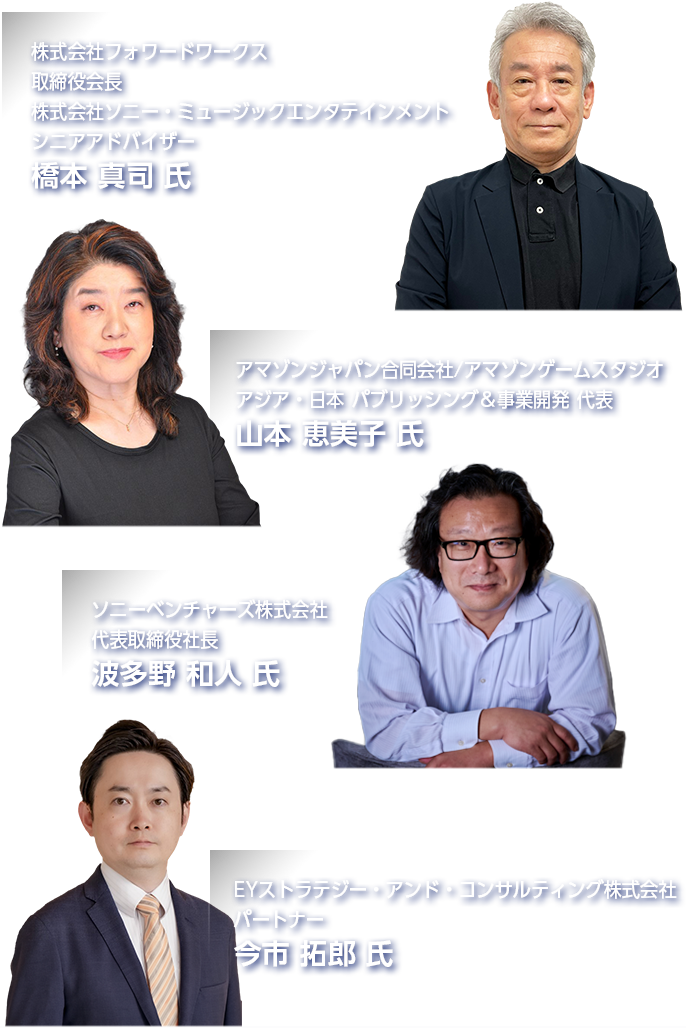 株式会社フォワードワークス
取締役会長
株式会社ソニー・ミュージックエンタテインメント
シニアアドバイザー
橋本 真司 氏
アマゾンジャパン合同会社/アマゾンゲームスタジオ
アジア・日本 パブリッシング＆事業開発 代表
山本 恵美子 氏
ソニーベンチャーズ株式会社
代表取締役社長
波多野 和人 氏
EYストラテジー・アンド・コンサルティング株式会社
パートナー
今市 拓郎 氏